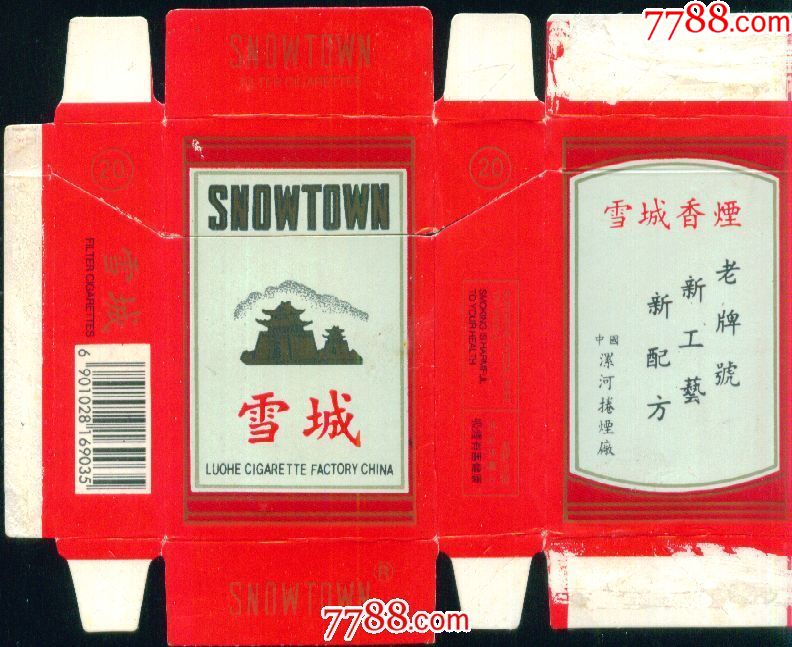 7788.com
SNOWTOWN
FILTER CIGARETTES
20
雪城
FILTER CIGARETTES
6 901028 169035
SNOWTOWN
雪城
LUOHE CIGARETTE FACTORY CHINA
SNOWTOWN®
20
SMOKING IS HARMFUL
TO YOUR HEALTH
雪城香煙
老牌號
新工藝
新配方
中國
漯河捲煙廠
7788.com